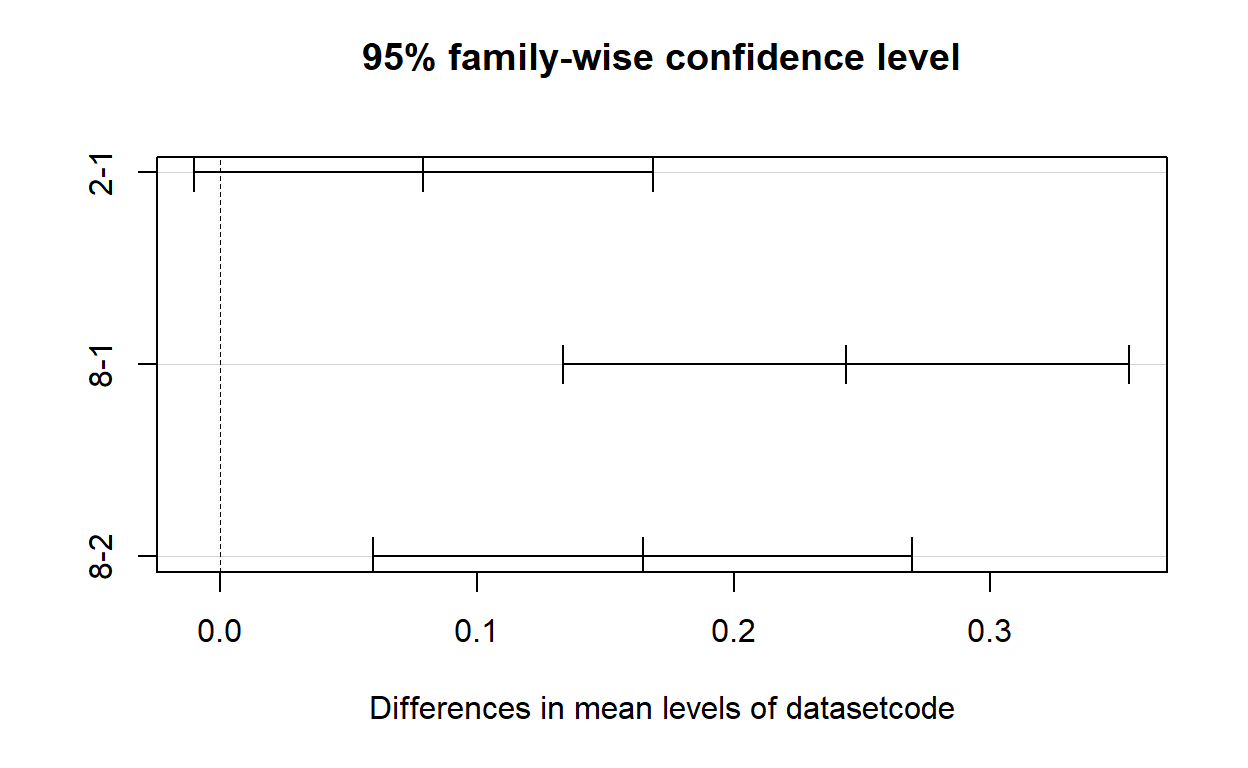 95% family-wise confidence level
2-1
8-1
8-2
0.0 0.1 0.2 0.3
Differences in mean levels of datasetcode